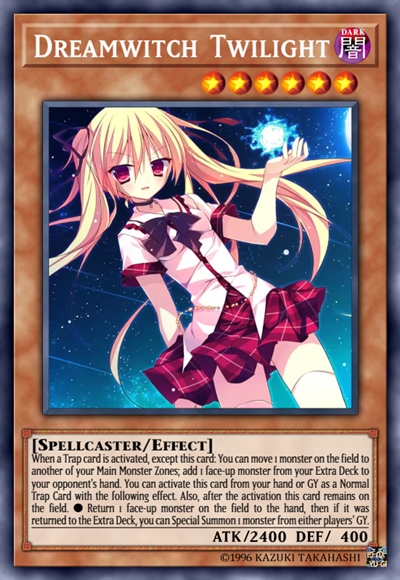 Dreamwitch Twilight
DARK
闇
[Spellcaster/Effect]
When a Trap card is activated, except this card: You can move 1 monster on the field to
another of your Main Monster Zones; add 1 face-up monster from your Extra Deck to
your opponent's hand. You can activate this card from your hand or GY as a Normal
Trap Card with the following effect. Also, after the activation this card remains on
the field. ● Return 1 face-up monster on the field to the hand, then if it was
returned to the Extra Deck, you can Special Summon 1 monster from either players' GY.
ATK/2400 DEF/ 400
©1996 KAZUKI TAKAHASHI